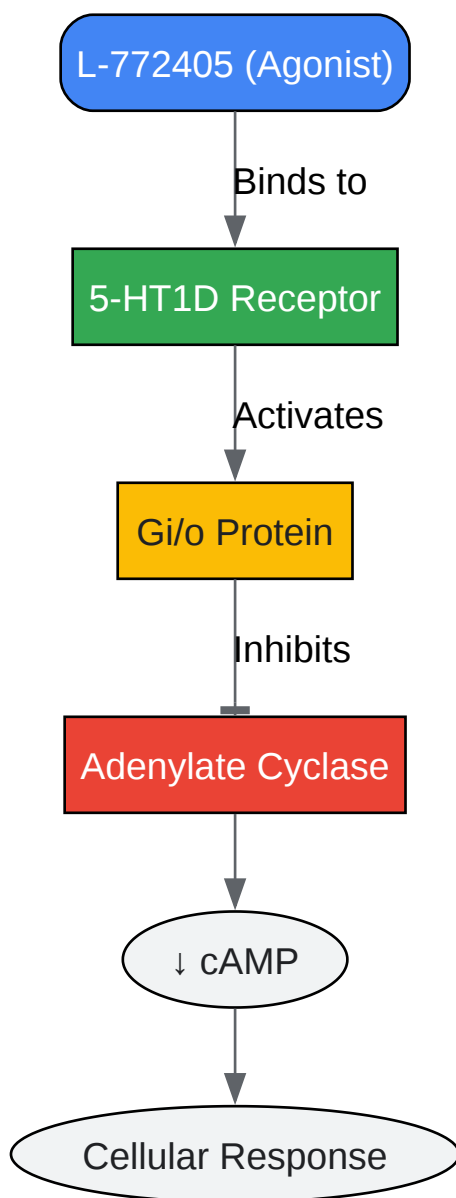 L-772405 (Agonist)
Binds to
5-HT1D Receptor
Activates
Gi/o Protein
Inhibits
Adenylate Cyclase
↓ cAMP
Cellular Response